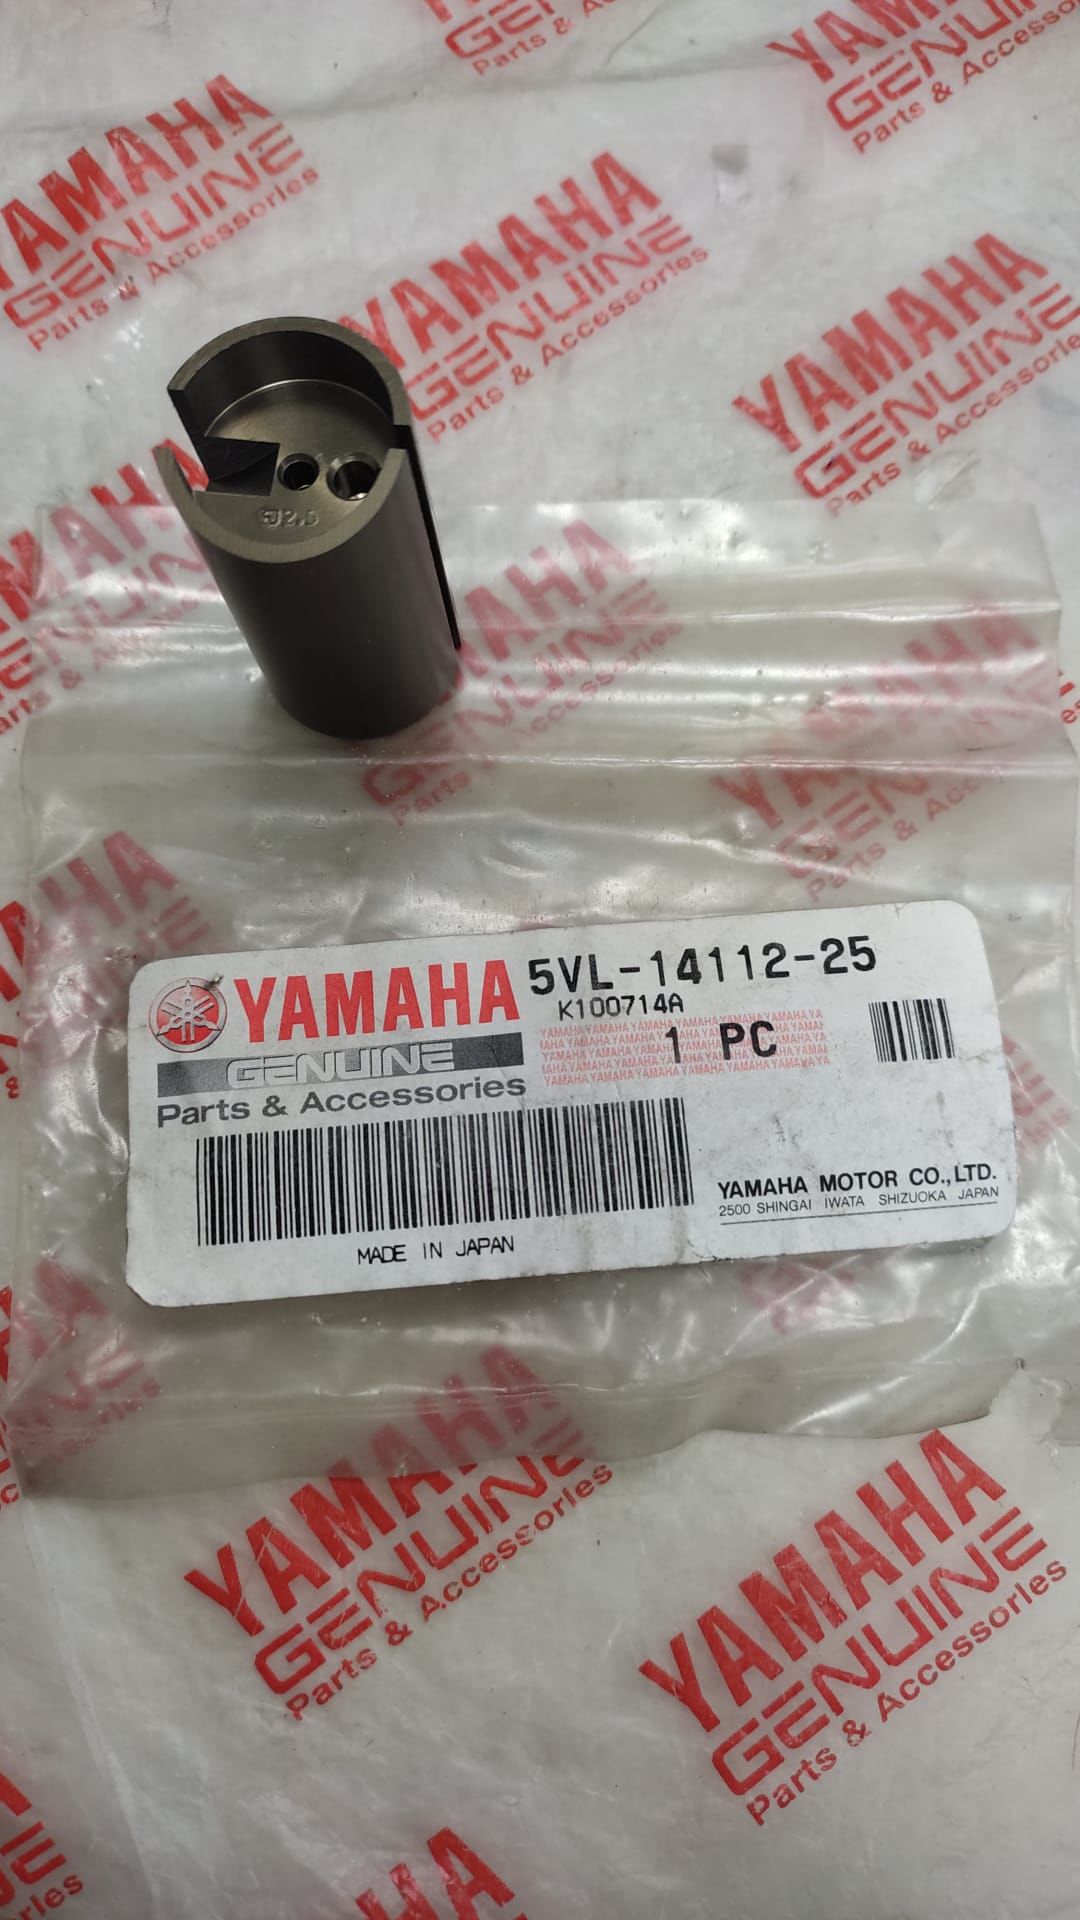 YAMAHA
GENUINE
Parts & Accessories
YAMAHA
GENUINE
Parts & Accessories
YAMAHA
GENUINE
Parts & Accessories
YAMAHA
GENUINE
2.5
YAMAHA
GENUINE
Parts & Accessories
5VL-14112-25
K100714A
1 PC
YAMAHA MOTOR CO.,LTD.
2500 SHINGAI IWATA SHIZUOKA JAPAN
MADE IN JAPAN
YAMAHA
GENUINE
Parts & Accessories
YAMAHA
GENUINE
Parts & Accessories